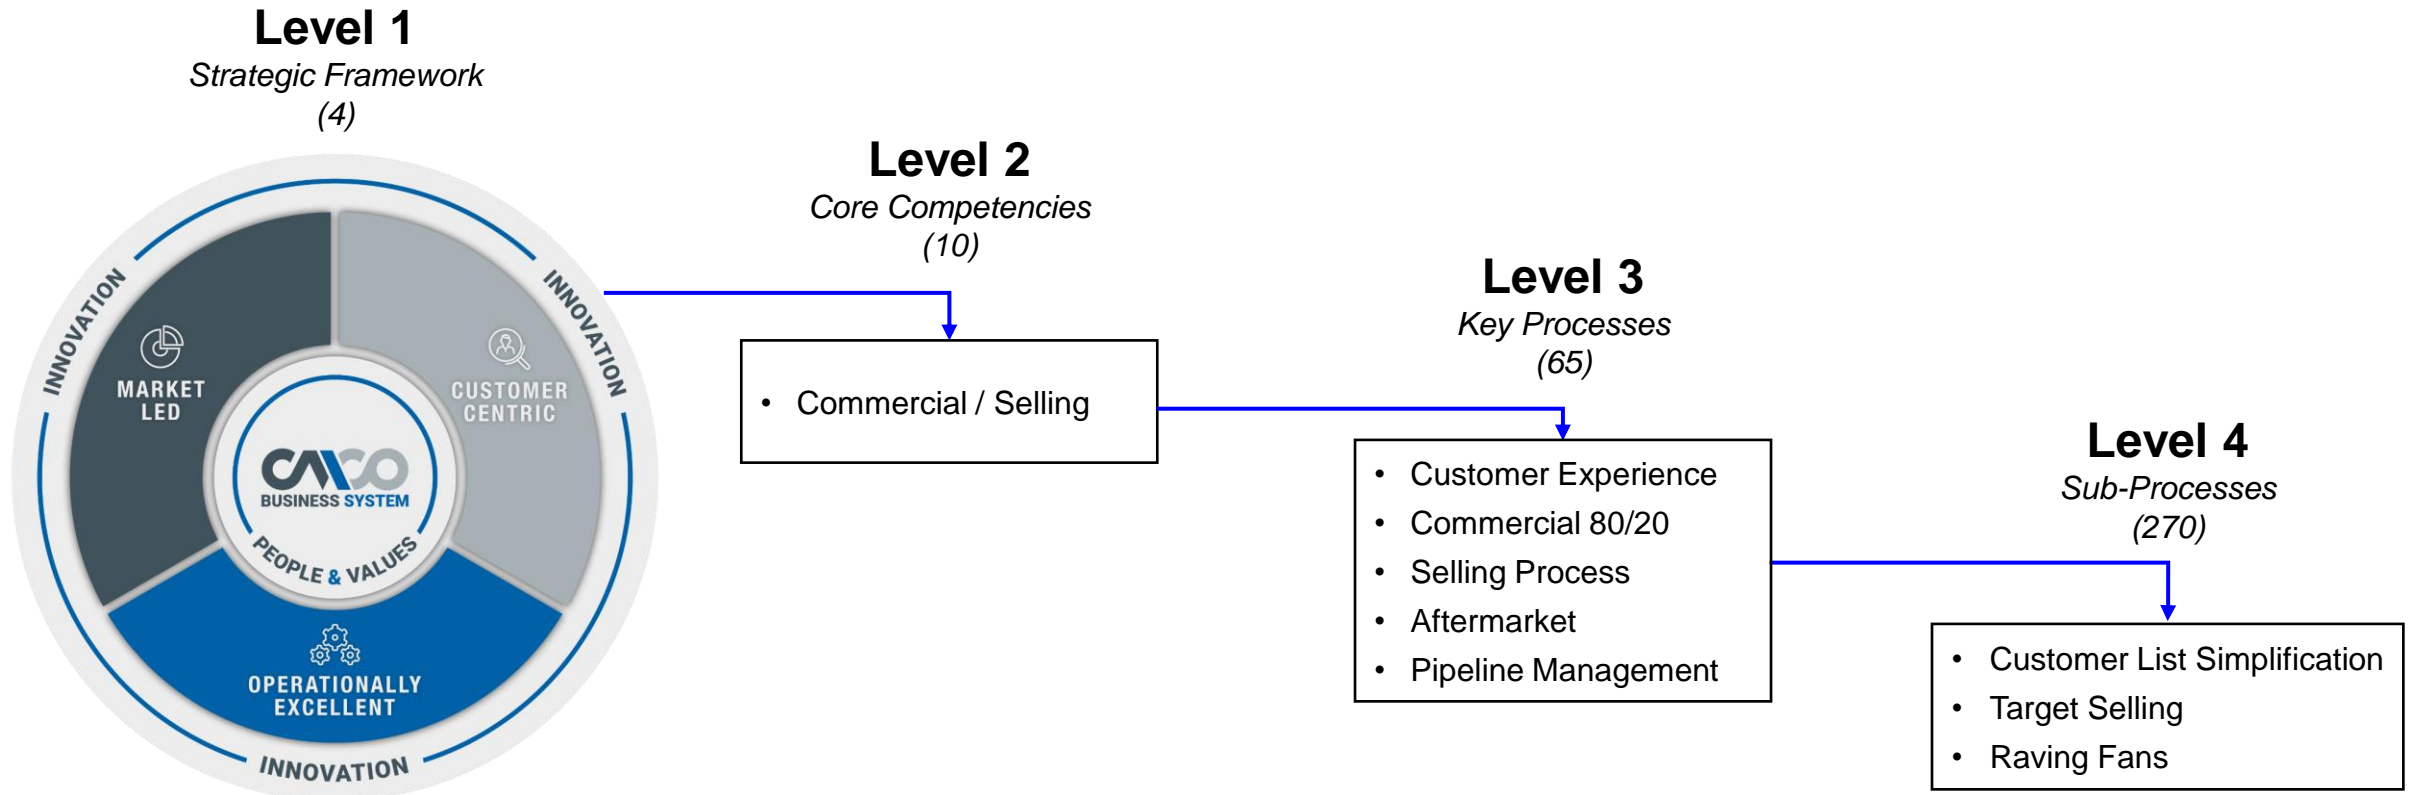 Level 1
Strategic Framework
(4)
INNOVATION
INNOVATION
MARKET
LED
CUSTOMER
CENTRIC
CMCO
BUSINESS SYSTEM
PEOPLE & VALUES
OPERATIONALLY
EXCELLENT
INNOVATION
Level 2
Core Competencies
(10)
• Commercial / Selling
Level 3
Key Processes
(65)
• Customer Experience
• Commercial 80/20
• Selling Process
• Aftermarket
• Pipeline Management
Level 4
Sub-Processes
(270)
• Customer List Simplification
• Target Selling
• Raving Fans